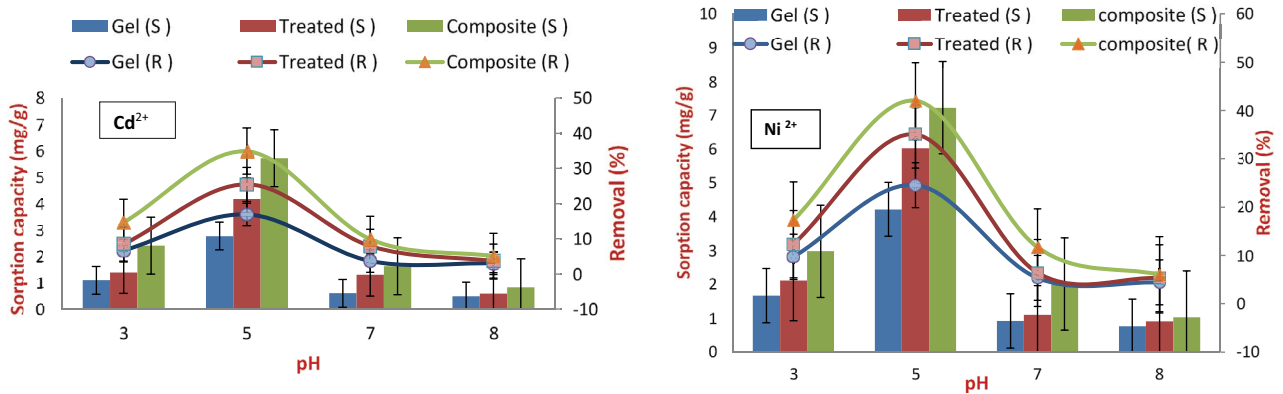 Gel (S ) Treated (S ) Composite (S )
Gel (R ) Treated (R ) Composite (R )
Sorption capacity (mg/g)
8
7
6
5
4
3
2
1
0
Cd2+
50
40
30
20
10
0
-10
Removal (%)
3 5 7 8
pH
Gel (S ) Treated (S ) composite (S )
Gel (R ) Treated (R ) composite( R )
Sorption capacity (mg/g)
10
9
8
7
6
5
4
3
2
1
0
Ni 2+
60
50
40
30
20
10
0
-10
Removal (%)
3 5 7 8
pH